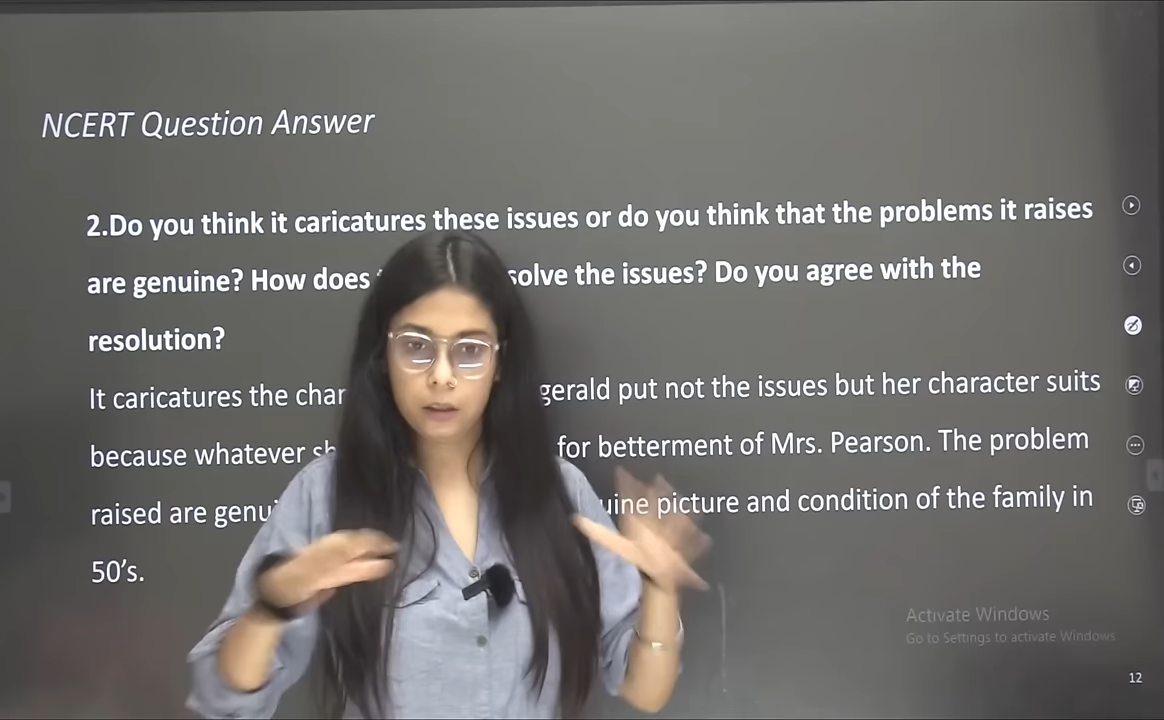 NCERT Question Answer
2.Do you think it caricatures these issues or do you think that the problems it raises
are genuine? How does solve the issues? Do you agree with the
resolution?
It caricatures the gerald put not the issues but her character suits
because whatever for betterment of Mrs. Pearson. The problem
raised are picture and condition of the family in
50's.
Activate Windows
Go to Settings to activate Windows.
12